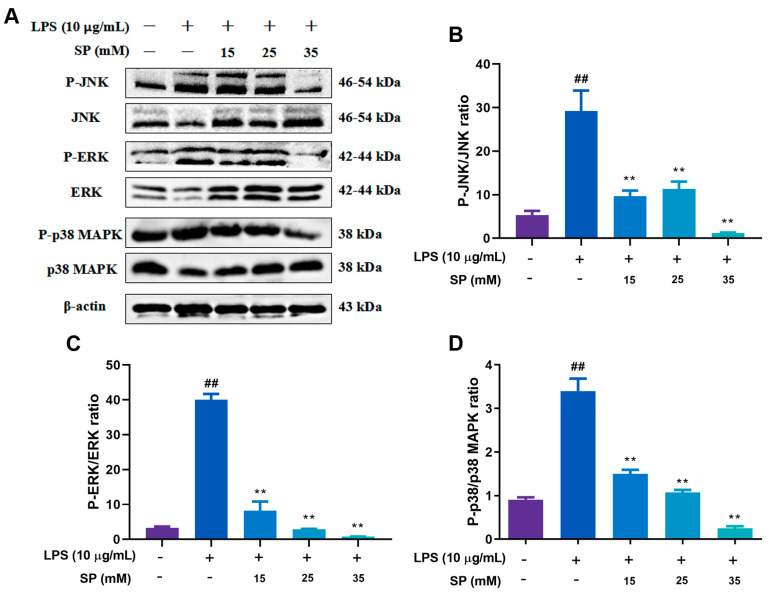 A
LPS (10 μg/mL) − + + + +
SP (mM) − − 15 25 35
P-JNK 46-54 kDa
JNK 46-54 kDa
P-ERK 42-44 kDa
ERK 42-44 kDa
P-p38 MAPK 38 kDa
p38 MAPK 38 kDa
β-actin 43 kDa
B
P-JNK/JNK ratio
40
30
20
10
0
##
**
**
**
LPS (10 μg/mL) - + + + +
SP (mM) - - 15 25 35
C
P-ERK/ERK ratio
50
40
30
20
10
0
##
**
**
**
LPS (10 μg/mL) - + + + +
SP (mM) - - 15 25 35
D
P-p38/p38 MAPK ratio
4
3
2
1
0
##
**
**
**
LPS (10 μg/mL) - + + + +
SP (mM) - - 15 25 35